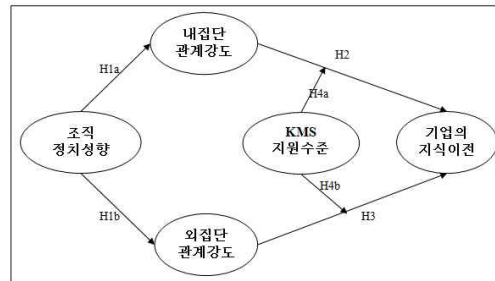 내집단
관계강도
H1a
H2
H4a
조직
정치성향
KMS
지원수준
기업의
지식이전
H4b
H1b
H3
외집단
관계강도